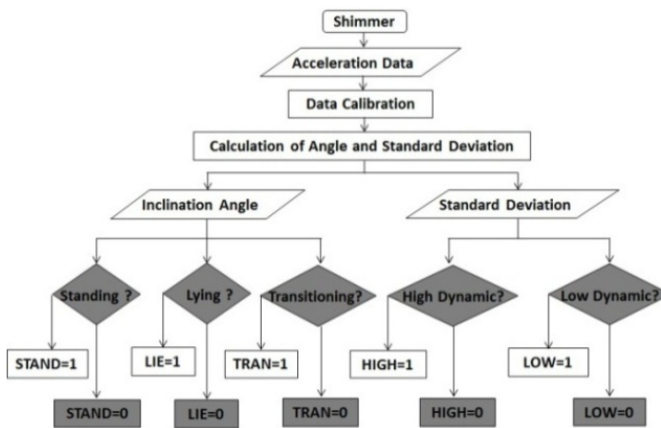 Shimmer
Acceleration Data
Data Calibration
Calculation of Angle and Standard Deviation
Inclination Angle
Standard Deviation
Standing ?
Lying ?
Transitioning?
High Dynamic?
Low Dynamic?
STAND=1
LIE=1
TRAN=1
HIGH=1
LOW=1
STAND=0
LIE=0
TRAN=0
HIGH=0
LOW=0